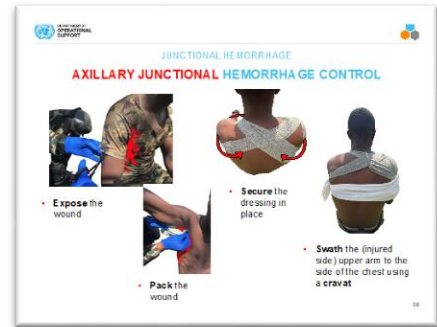 DEPARTMENT OF
OPERATIONAL
SUPPORT
JUNCTIONAL HEMORRHAGE
AXILLARY JUNCTIONAL HEMORRHAGE CONTROL
• Expose the
wound
• Pack the
wound
• Secure the
dressing in
place
• Swath the (injured
side) upper arm to the
side of the chest using
a cravat